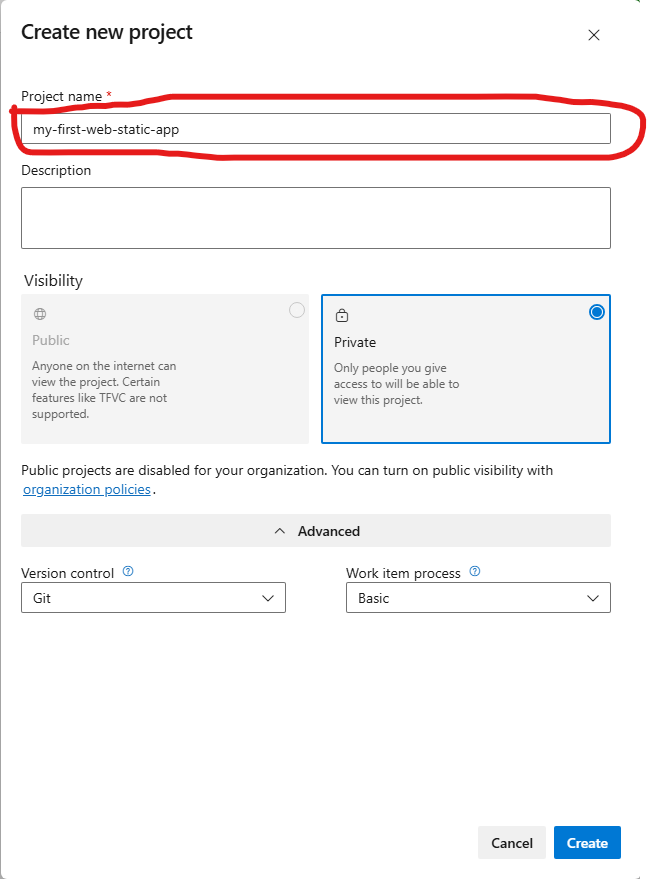 Create new project
Project name *
my-first-web-static-app
Description
Visibility
Public
Anyone on the internet can
view the project. Certain
features like TFVC are not
supported.
Private
Only people you give
access to will be able to
view this project.
Public projects are disabled for your organization. You can turn on public visibility with
organization policies.
Advanced
Version control
Git
Work item process
Basic
Cancel
Create